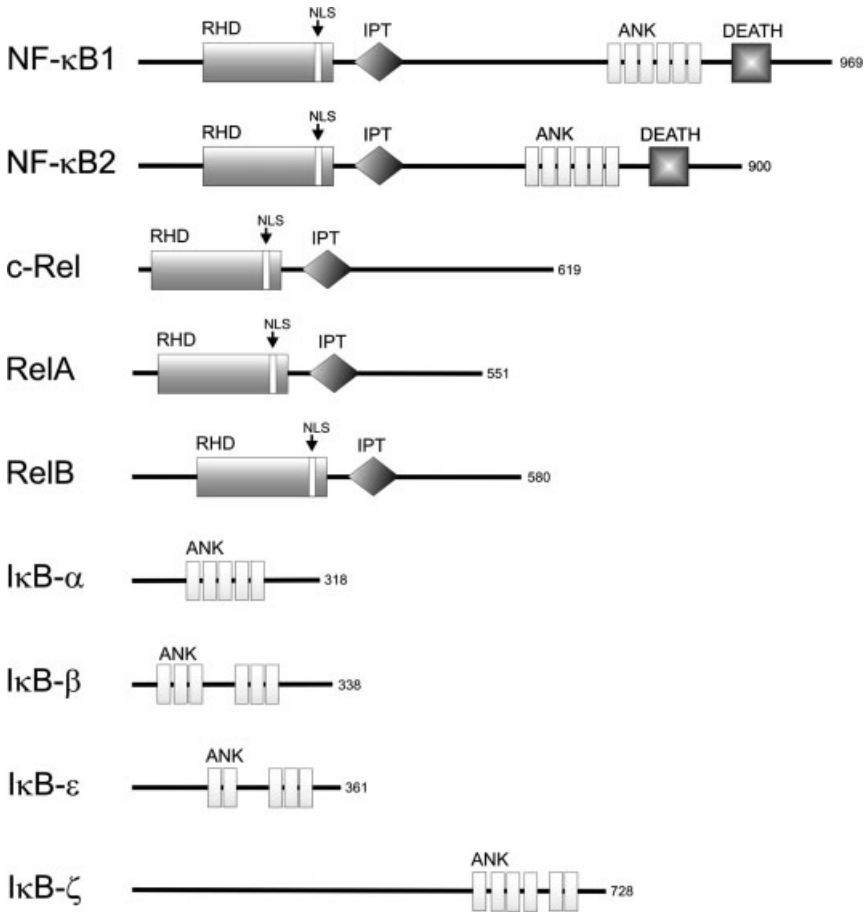 NLS
RHD IPT ANK DEATH
NF-κB1 969
NLS
RHD IPT ANK DEATH
NF-κB2 900
NLS
RHD IPT
c-Rel 619
NLS
RHD IPT
RelA 551
NLS
RHD IPT
RelB 580
ANK
IκB-α 318
ANK
IκB-β 338
ANK
IκB-ε 361
ANK
IκB-ζ 728